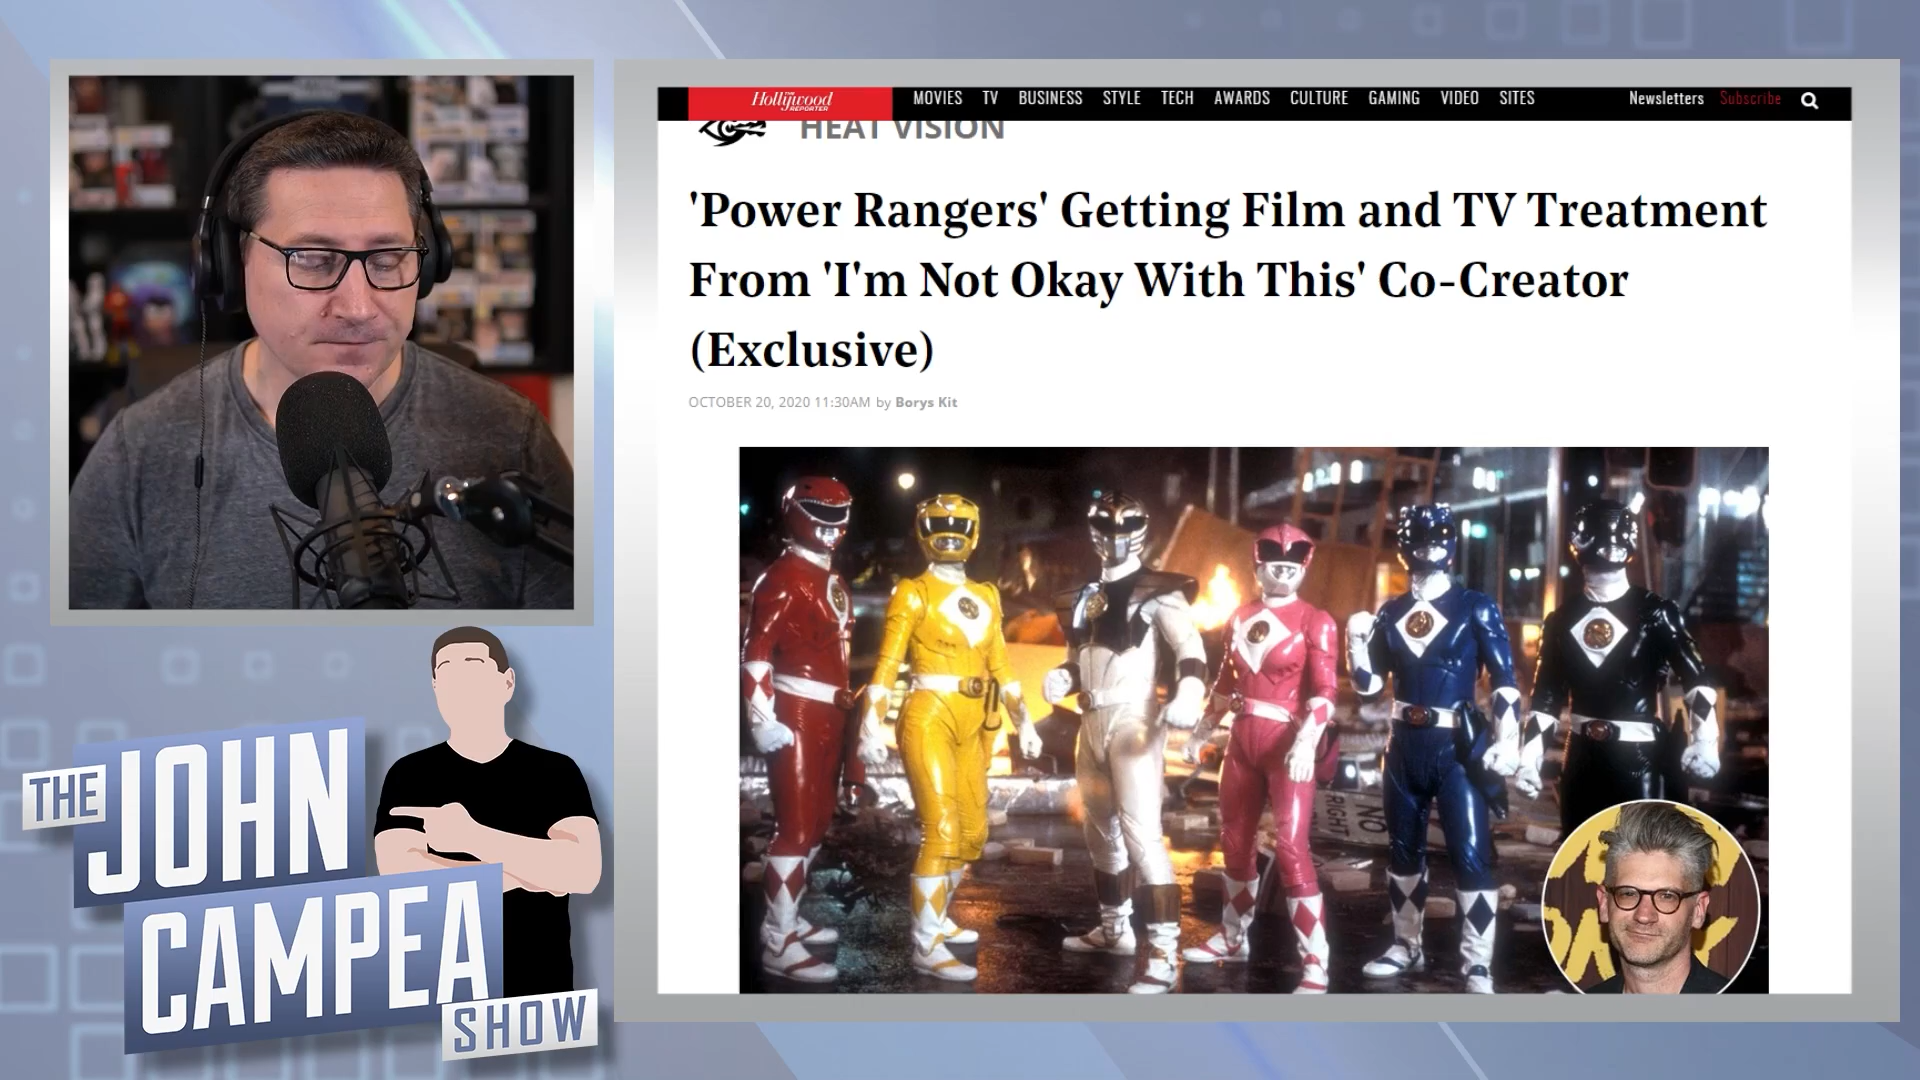 The Hollywood REPORTER
MOVIES TV BUSINESS STYLE TECH AWARDS CULTURE GAMING VIDEO SITES
Newsletters Subscribe
HEAT VISION
'Power Rangers' Getting Film and TV Treatment
From 'I'm Not Okay With This' Co-Creator
(Exclusive)
OCTOBER 20, 2020 11:30AM by Borys Kit
NO
RIGHT
THE
JOHN
CAMPEA
SHOW